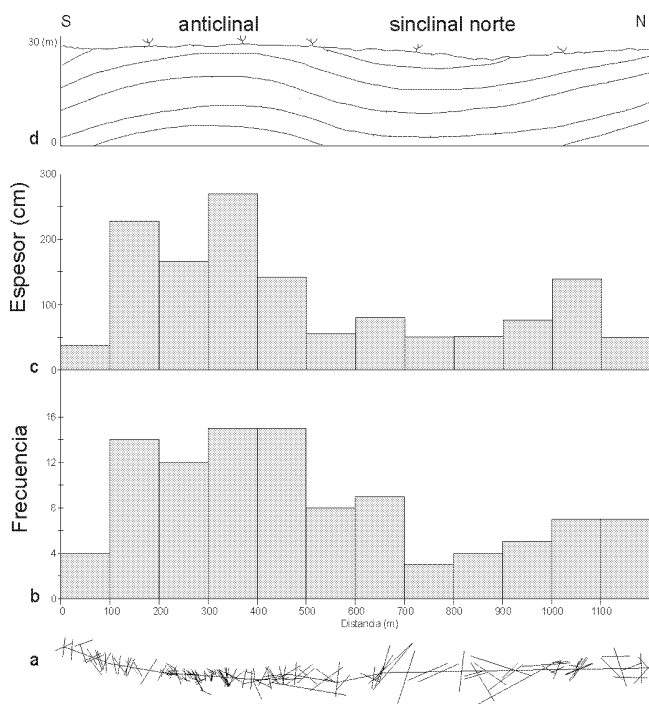 S anticlinal sinclinal norte N
30 (m)
d 0
300
200
100
0
Espesor (cm)
c
16
12
8
4
0
Frecuencia
b
0 100 200 300 400 500 600 700 800 900 1000 1100
Distancia (m)
a